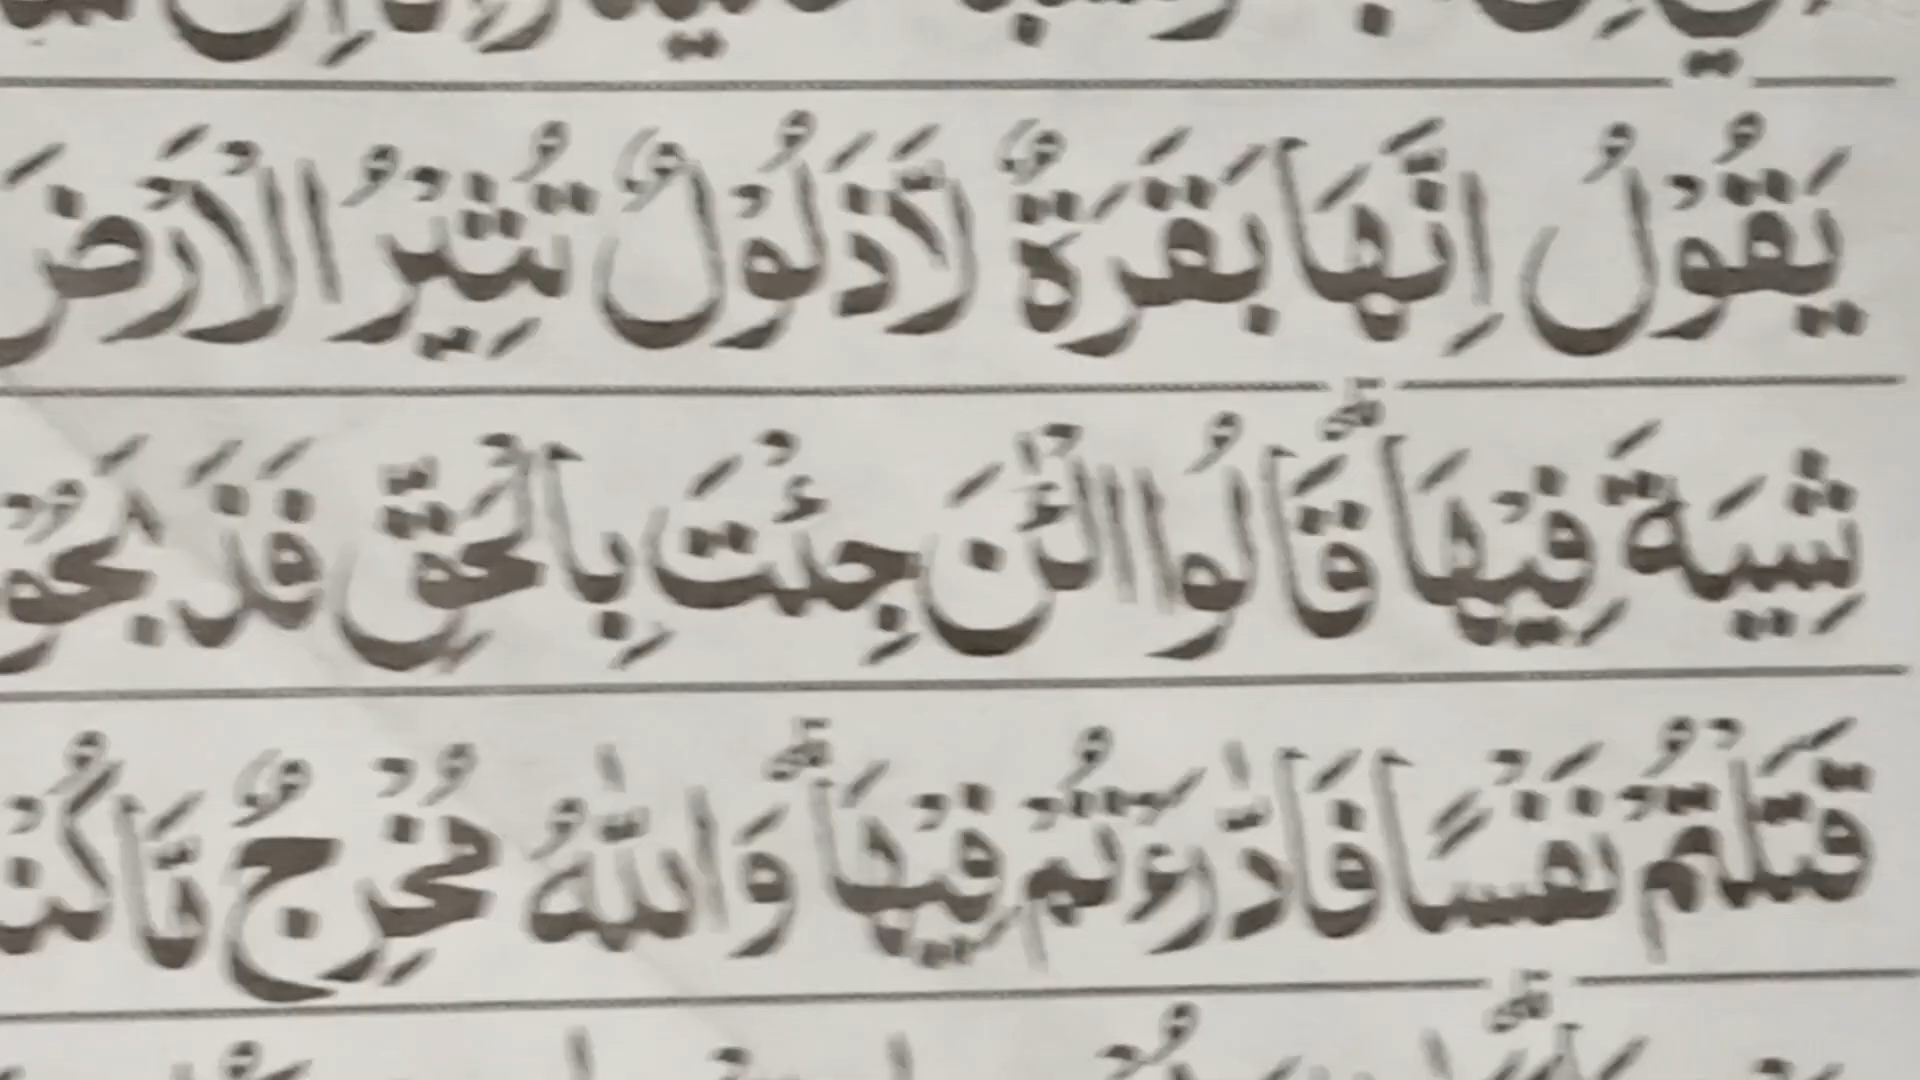 يَقُوْلُ اِنَّهَا بَقَرَةٌ لَّا ذَلُوْلٌ تُثِيْرُ الْاَرْضَ
شِيَةَ فِيْهَا ؕ قَالُوا الْـٰٔنَ جِئْتَ بِالْحَقِّ ؕ فَذَبَحُوْ
قَتَلْتُمْ نَفْسًا فَادّٰرَءْتُمْ فِيْهَا ؕ وَاللّٰهُ مُخْرِجٌ مَّا كُنْ